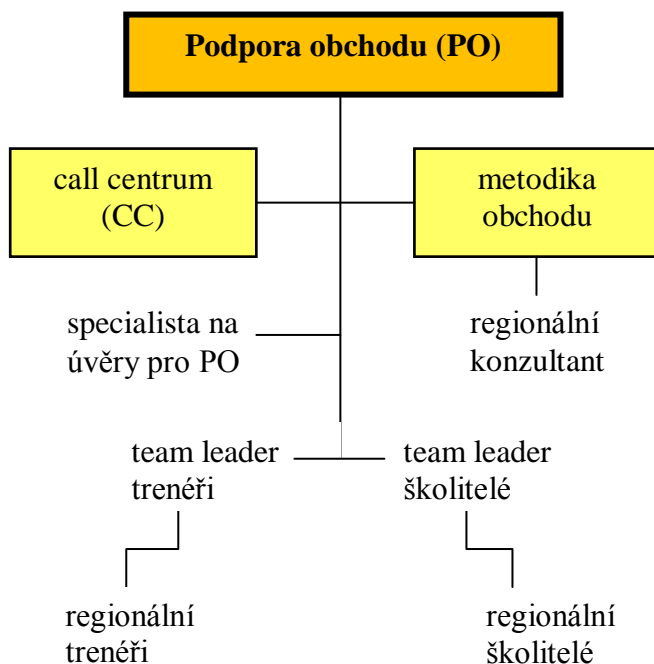 Podpora obchodu (PO)
call centrum
(CC)
metodika
obchodu
specialista na
úvěry pro PO
regionální
konzultant
team leader
trenéři
team leader
školitelé
regionální
trenéři
regionální
školitelé